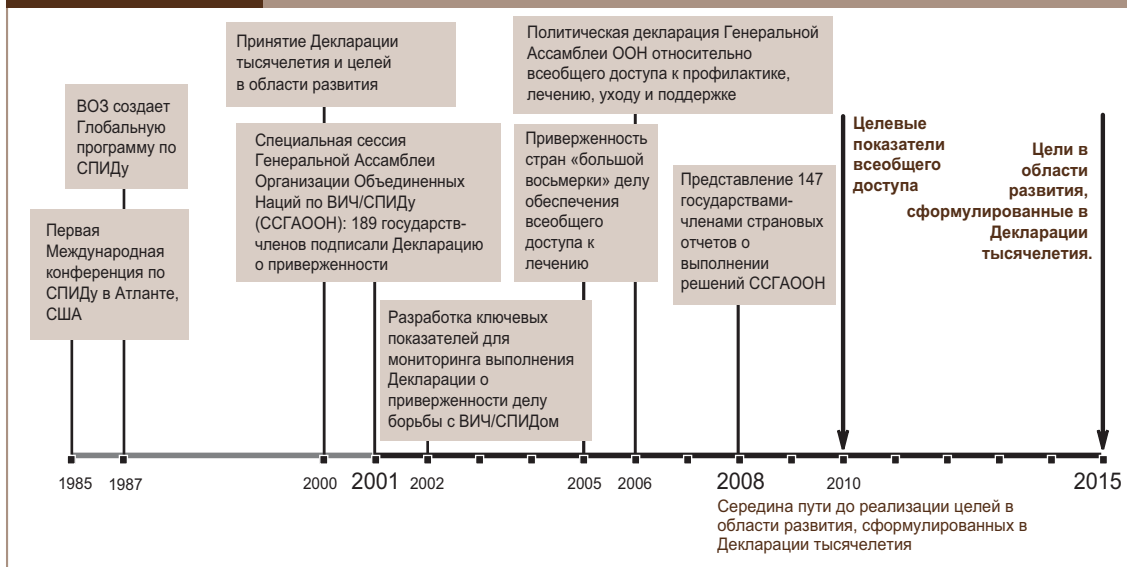 Принятие Декларации
тысячелетия и целей
в области развития
Политическая декларация Генеральной
Ассамблеи ООН относительно
всеобщего доступа к профилактике,
лечению, уходу и поддержке
ВОЗ создает
Глобальную
программу по
СПИДу
Специальная сессия
Генеральной Ассамблеи
Организации Объединенных
Наций по ВИЧ/СПИДу
(ССГАООН): 189 государств-
членов подписали Декларацию
о приверженности
Приверженность
стран «большой
восьмерки» делу
обеспечения
всеобщего
доступа к
лечению
Представление 147
государствами-
членами страновых
отчетов о
выполнении
решений ССГАООН
Целевые
показатели
всеобщего
доступа
Цели в
области
развития,
сформулированные в
Декларации
тысячелетия.
Первая
Международная
конференция по
СПИДу в Атланте,
США
Разработка ключевых
показателей для
мониторинга выполнения
Декларации о
приверженности делу
борьбы с ВИЧ/СПИДом
1985 1987 2000 2001 2002 2005 2006 2008 2010 2015
Середина пути до реализации целей в
области развития, сформулированных в
Декларации тысячелетия